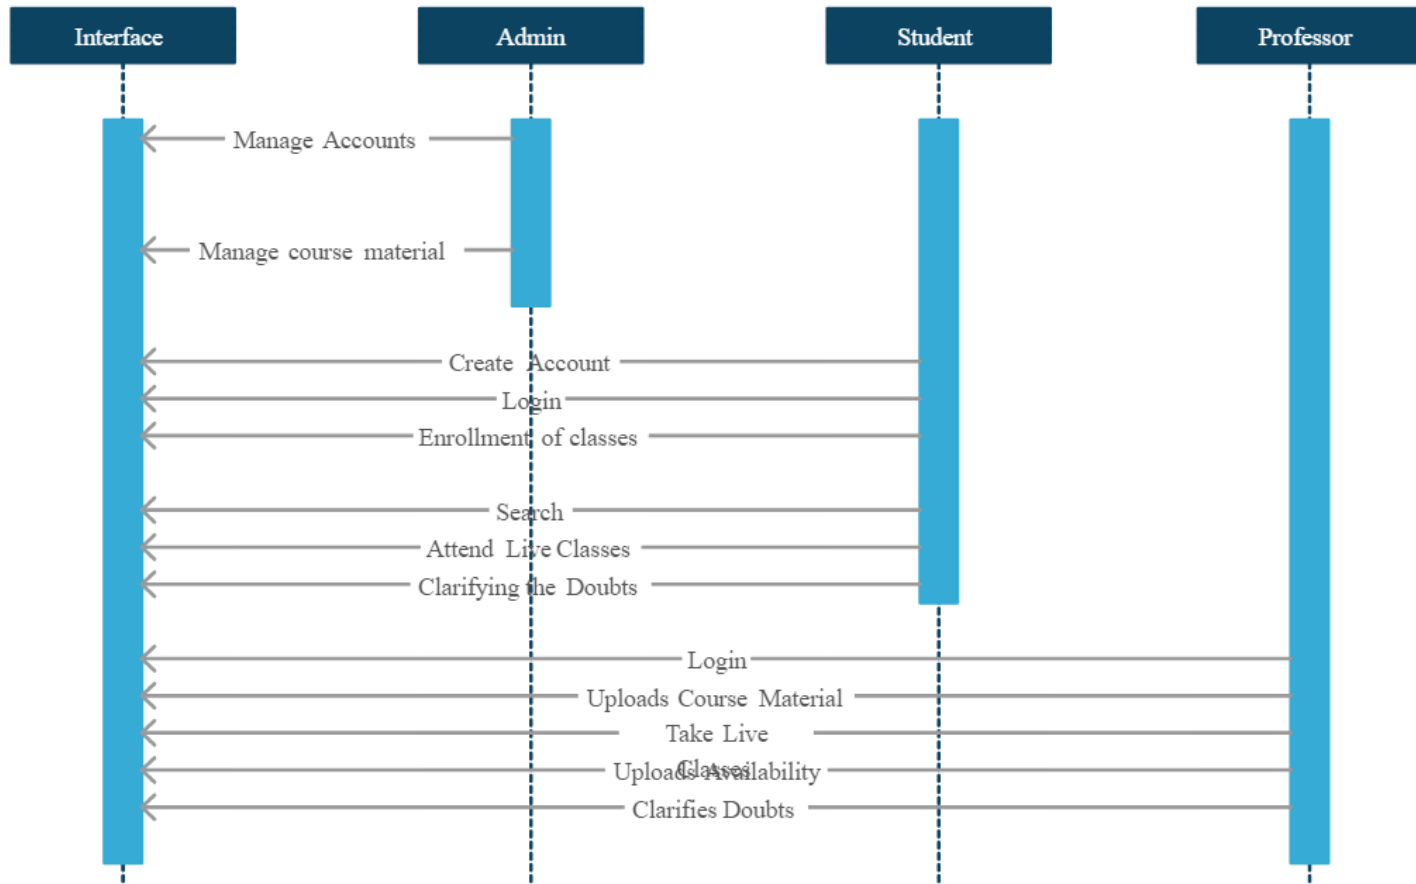 Interface
Admin
Student
Professor
Manage Accounts
Manage course material
Create Account
Login
Enrollment of classes
Search
Attend Live Classes
Clarifying the Doubts
Login
Uploads Course Material
Take Live
Classes
Uploads Availability
Clarifies Doubts